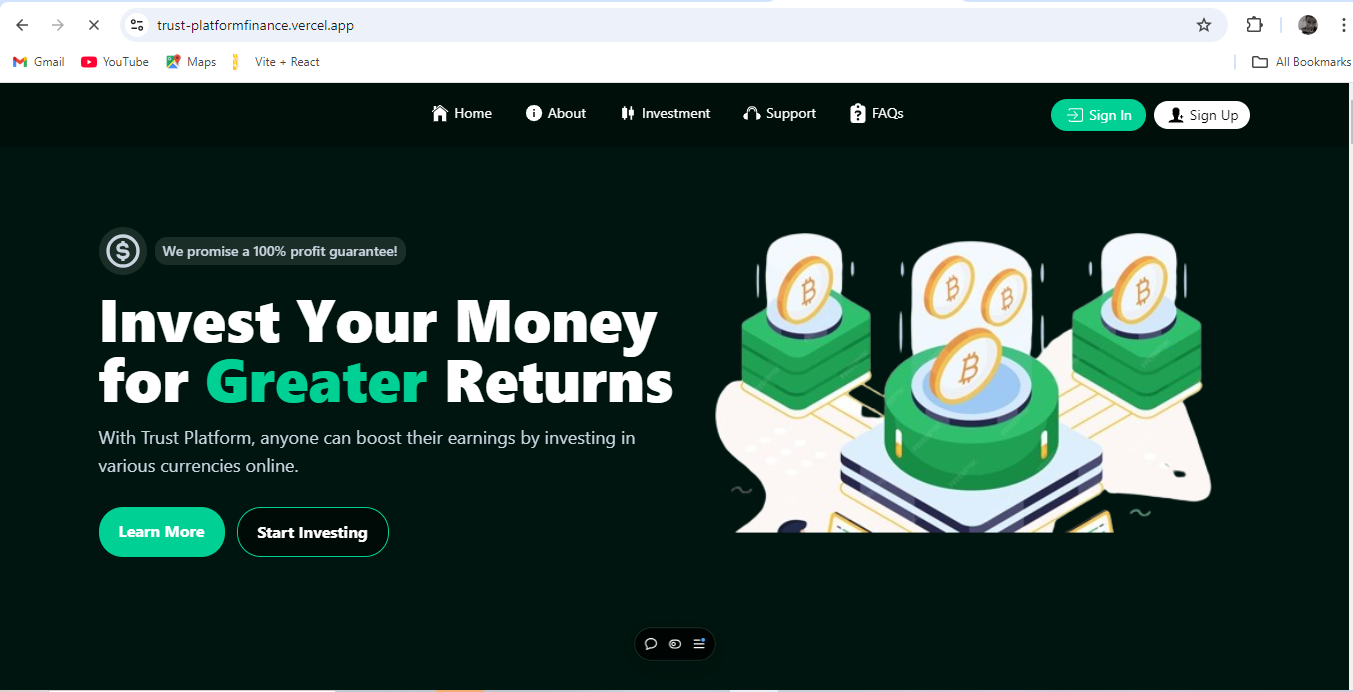 trust-platformfinance.vercel.app
Gmail YouTube Maps Vite + React All Bookmarks
Home About Investment Support FAQs Sign In Sign Up
We promise a 100% profit guarantee!
Invest Your Money
for Greater Returns
With Trust Platform, anyone can boost their earnings by investing in
various currencies online.
Learn More Start Investing